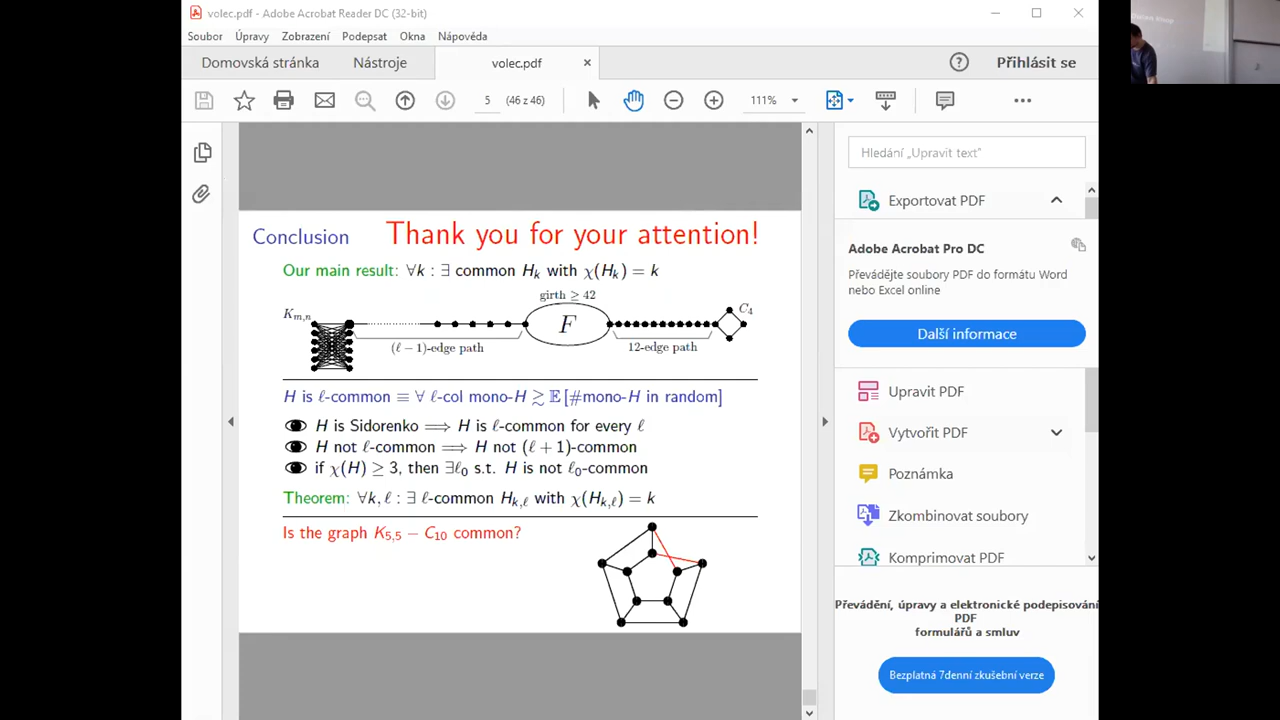 volec.pdf - Adobe Acrobat Reader DC (32-bit)
Soubor Úpravy Zobrazení Podepsat Okna Nápověda
Domovská stránka Nástroje volec.pdf × Přihlásit se
5 (46 z 46) 111%
Hledání „Upravit text"
Exportovat PDF
Adobe Acrobat Pro DC
Převádějte soubory PDF do formátu Word
nebo Excel online
Další informace
Upravit PDF
Vytvořit PDF
Poznámka
Zkombinovat soubory
Komprimovat PDF
Převádění, úpravy a elektronické podepisování
PDF
formulářů a smluv
Bezplatná 7denní zkušební verze
Conclusion Thank you for your attention!
Our main result: ∀k : ∃ common H_k with χ(H_k) = k
girth ≥ 42
K_{m,n} F C_4
(ℓ − 1)-edge path 12-edge path
H is ℓ-common ≡ ∀ ℓ-col mono-H ≳ 𝔼[#mono-H in random]
H is Sidorenko ⟹ H is ℓ-common for every ℓ
H not ℓ-common ⟹ H not (ℓ + 1)-common
if χ(H) ≥ 3, then ∃ℓ_0 s.t. H is not ℓ_0-common
Theorem: ∀k, ℓ : ∃ ℓ-common H_{k,ℓ} with χ(H_{k,ℓ}) = k
Is the graph K_{5,5} − C_{10} common?